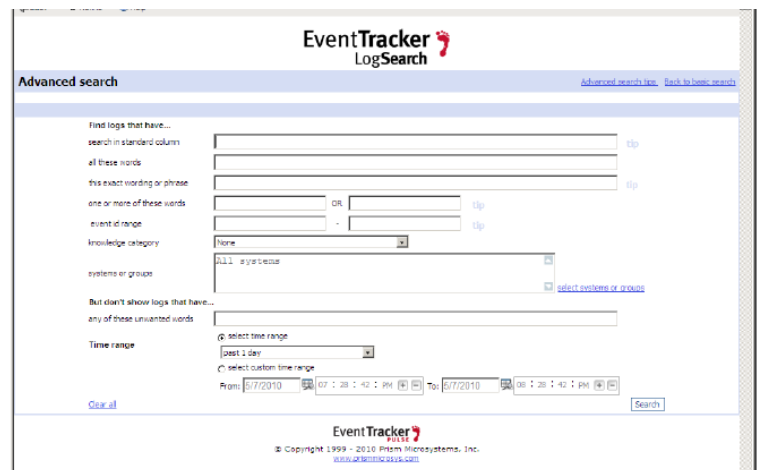 EventTracker
LogSearch
Advanced search
Advanced search tips Back to basic search
Find logs that have...
search in standard column
tip
all these words
this exact wording or phrase
tip
one or more of these words OR tip
event id range - tip
knowledge category None
All systems
systems or groups
select systems or groups
But don't show logs that have...
any of these unwanted words
select time range
Time range
past 1 day
select custom time range
From: 5/7/2010 07 : 28 : 42 : PM + - To: 5/7/2010 08 : 28 : 42 : PM + -
Clear all Search
EventTracker
PULSE
© Copyright 1999 - 2010 Prism Microsystems, Inc.
www.prismmicrosys.com